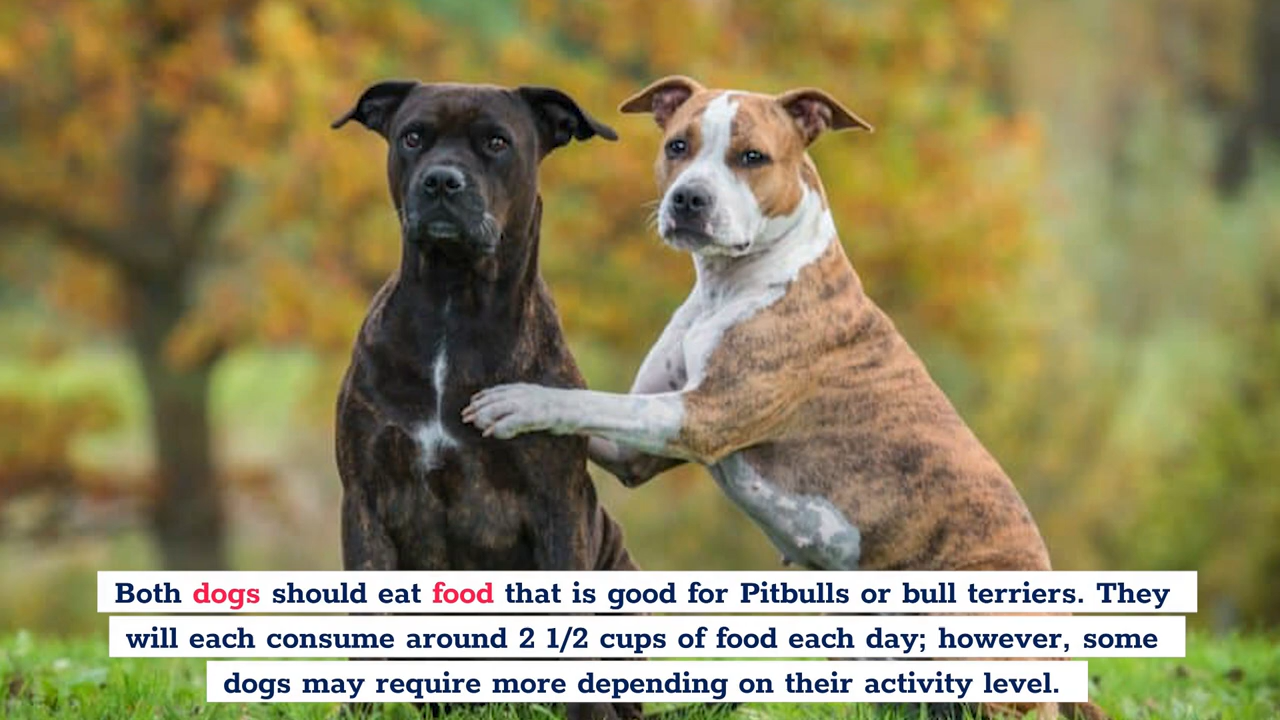 Both dogs should eat food that is good for Pitbulls or bull terriers. They
will each consume around 2 1/2 cups of food each day; however, some
dogs may require more depending on their activity level.